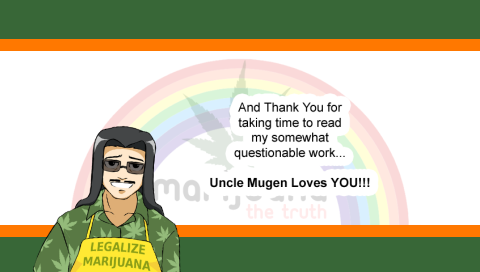 And Thank You for
taking time to read
my somewhat
questionable work...
Uncle Mugen Loves YOU!!!
marijuana
the truth
LEGALIZE
MARIJUANA